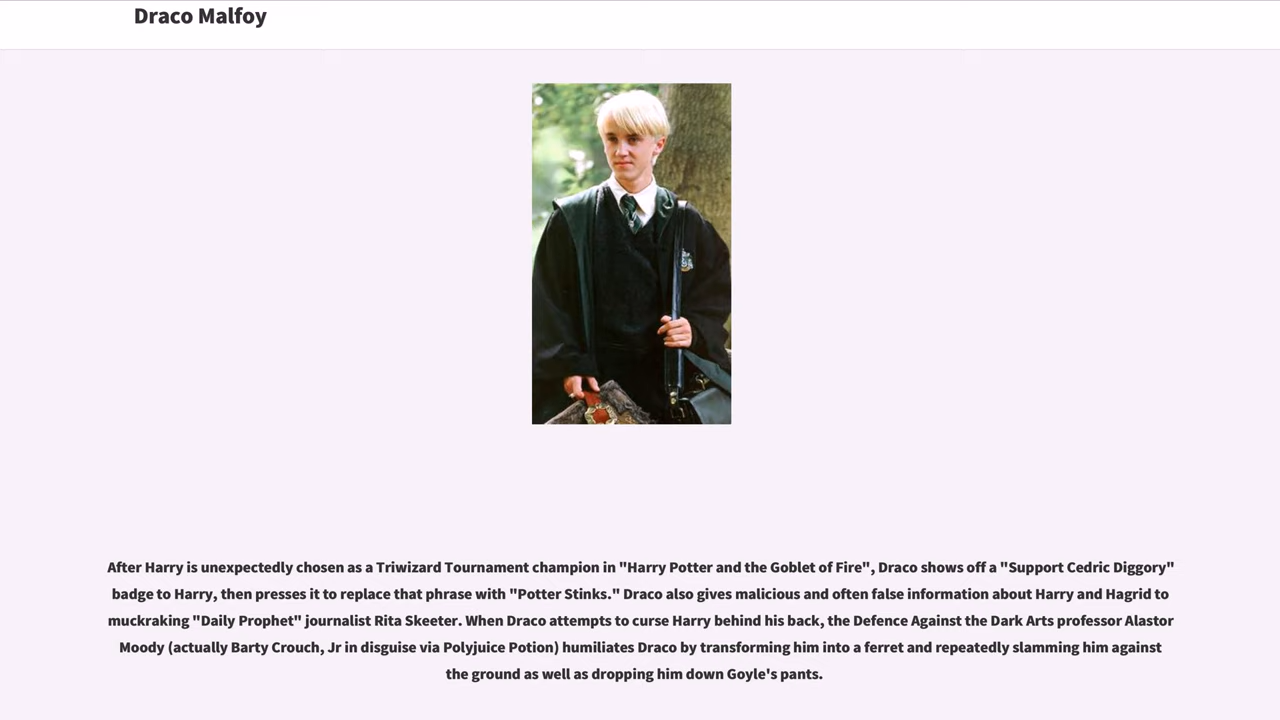 Draco Malfoy
After Harry is unexpectedly chosen as a Triwizard Tournament champion in "Harry Potter and the Goblet of Fire", Draco shows off a "Support Cedric Diggory"
badge to Harry, then presses it to replace that phrase with "Potter Stinks." Draco also gives malicious and often false information about Harry and Hagrid to
muckraking "Daily Prophet" journalist Rita Skeeter. When Draco attempts to curse Harry behind his back, the Defence Against the Dark Arts professor Alastor
Moody (actually Barty Crouch, Jr in disguise via Polyjuice Potion) humiliates Draco by transforming him into a ferret and repeatedly slamming him against
the ground as well as dropping him down Goyle's pants.